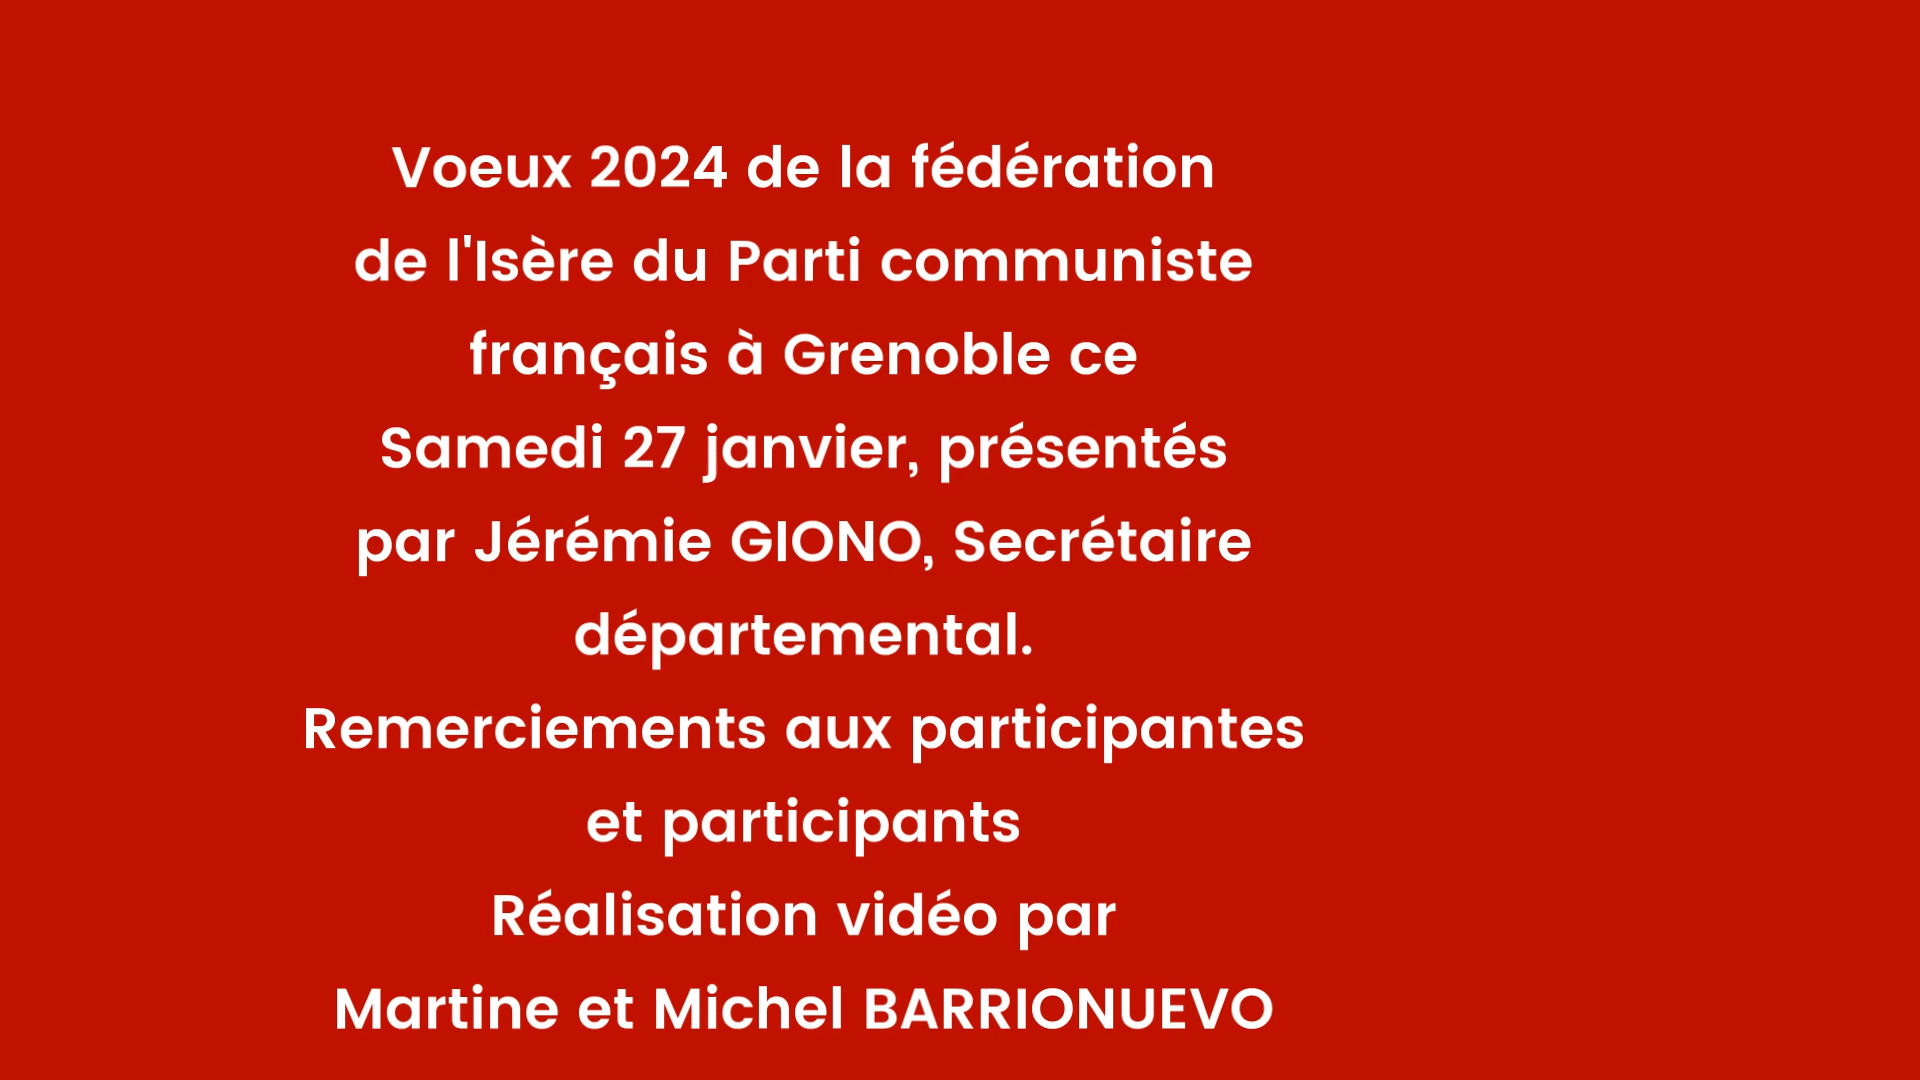 Voeux 2024 de la fédération
de l'Isère du Parti communiste
français à Grenoble ce
Samedi 27 janvier, présentés
par Jérémie GIONO, Secrétaire
départemental.
Remerciements aux participantes
et participants
Réalisation vidéo par
Martine et Michel BARRIONUEVO